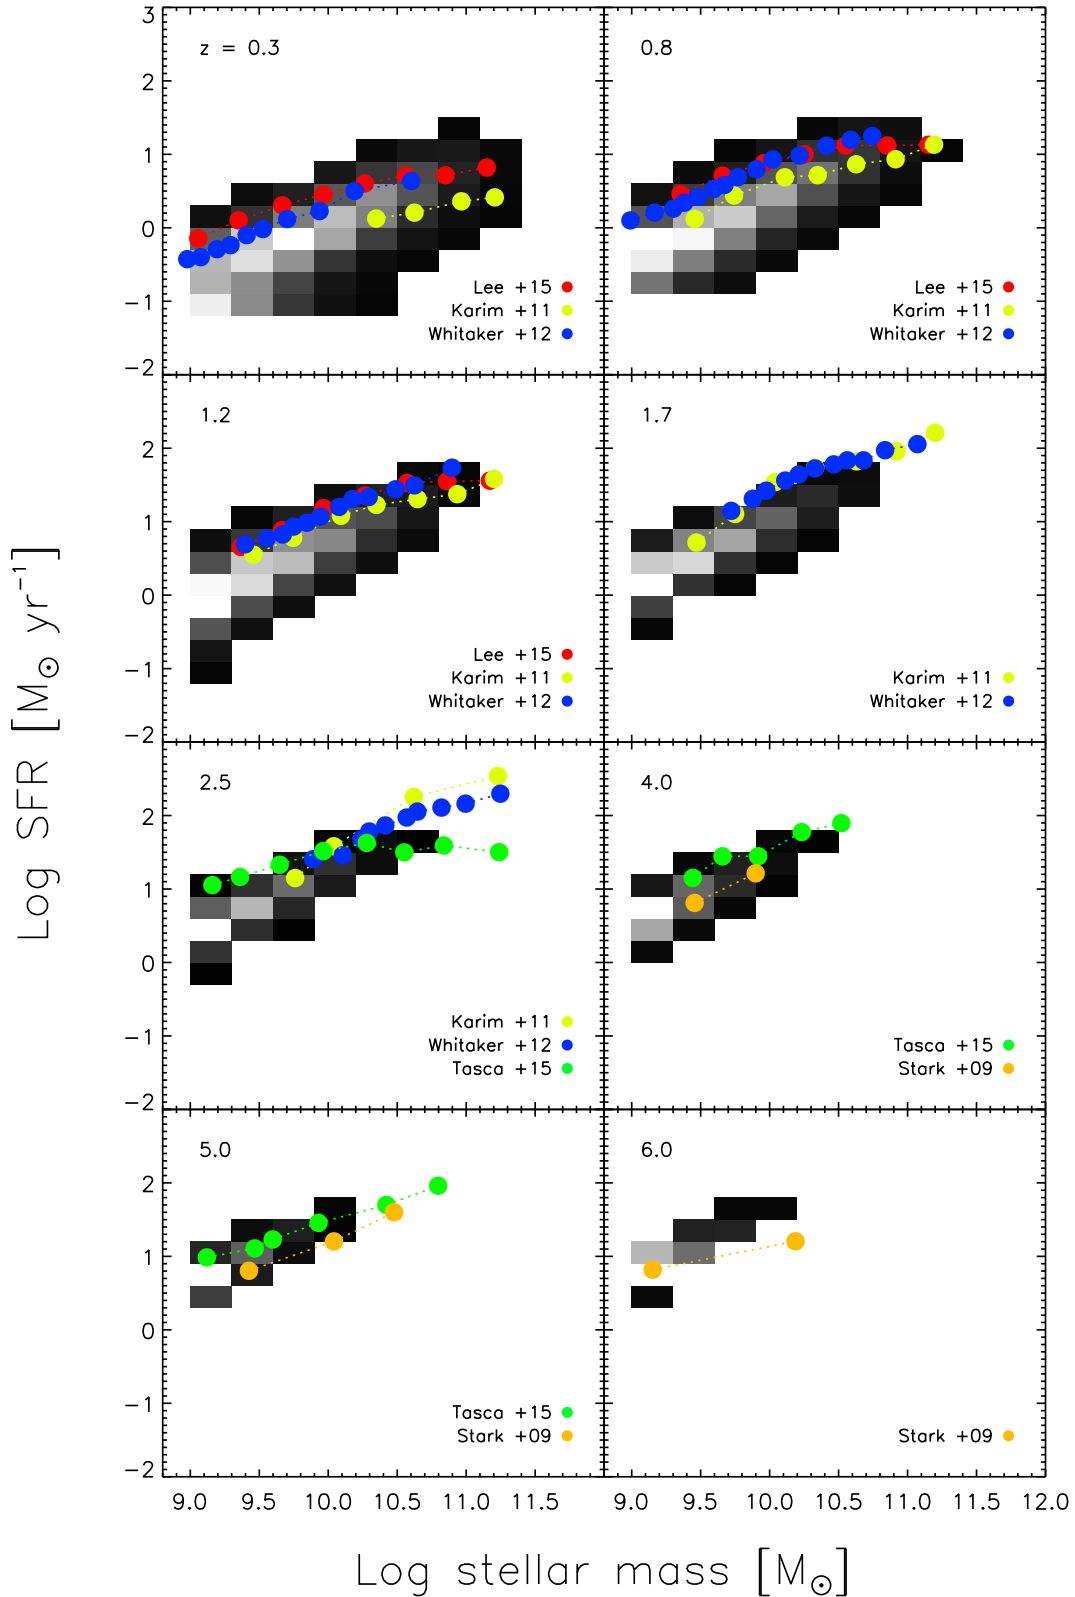 z = 0.3
0.8
3
2
1
0
−1
−2
Lee +15
Karim +11
Whitaker +12
Lee +15
Karim +11
Whitaker +12
1.2
1.7
2
1
0
−1
−2
Lee +15
Karim +11
Whitaker +12
Karim +11
Whitaker +12
2.5
4.0
2
1
0
−1
−2
Karim +11
Whitaker +12
Tasca +15
Tasca +15
Stark +09
5.0
6.0
2
1
0
−1
−2
Tasca +15
Stark +09
Stark +09
9.0 9.5 10.0 10.5 11.0 11.5
9.0 9.5 10.0 10.5 11.0 11.5 12.0
Log SFR [M⊙ yr⁻¹]
Log stellar mass [M⊙]